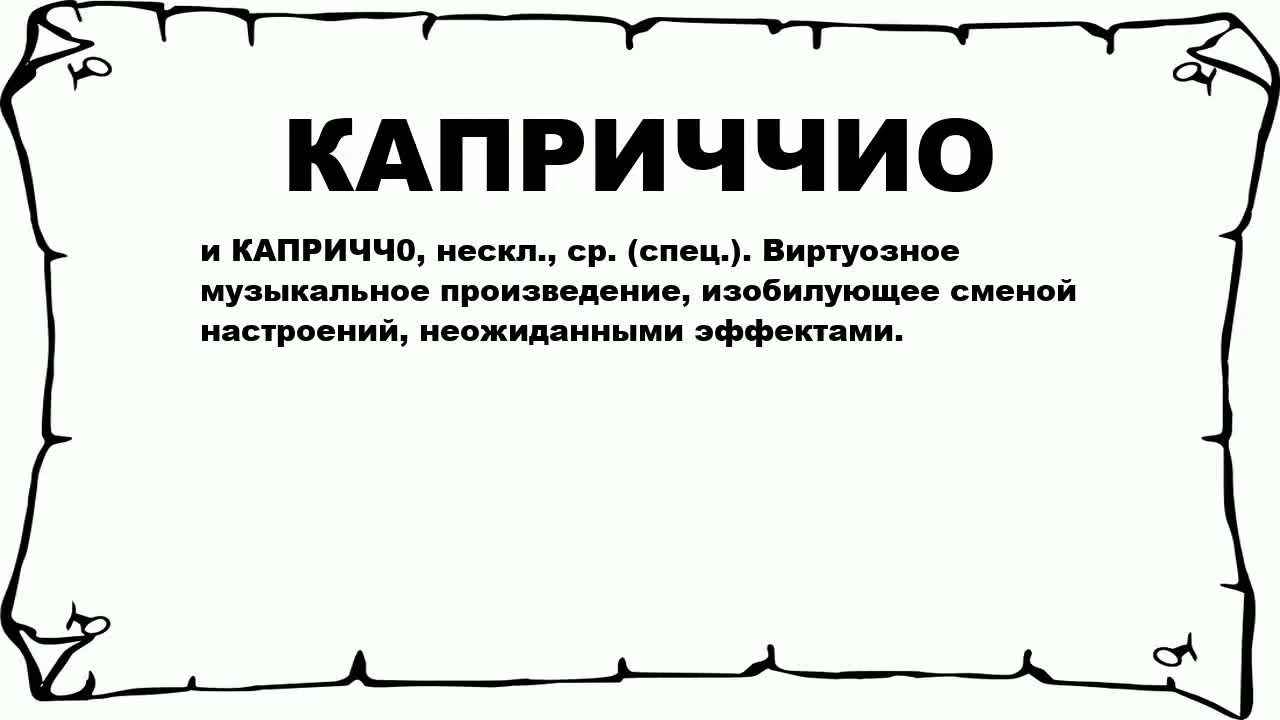 КАПРИЧЧИО
и КАПРИЧЧ0, нескл., ср. (спец.). Виртуозное
музыкальное произведение, изобилующее сменой
настроений, неожиданными эффектами.